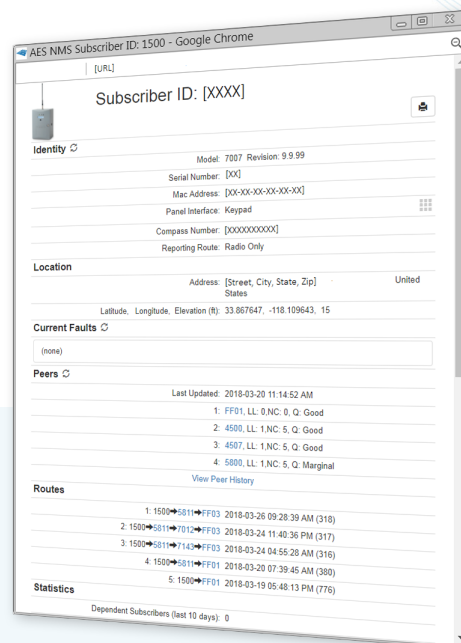 AES NMS Subscriber ID: 1500 - Google Chrome
[URL]
Subscriber ID: [XXXX]
Identity
Model: 7007 Revision: 9.9.99
Serial Number: [XX]
Mac Address: [XX-XX-XX-XX-XX-XX]
Panel Interface: Keypad
Compass Number: [XXXXXXXXXX]
Reporting Route: Radio Only
Location
Address: [Street, City, State, Zip] United
States
Latitude, Longitude, Elevation (ft): 33.867647, -118.109643, 15
Current Faults
(none)
Peers
Last Updated: 2018-03-20 11:14:52 AM
1: FF01, LL: 0,NC: 0, Q: Good
2: 4500, LL: 1,NC: 5, Q: Good
3: 4507, LL: 1,NC: 5, Q: Good
4: 5800, LL: 1,NC: 5, Q: Marginal
View Peer History
Routes
1: 1500➔5811➔FF03 2018-03-26 09:28:39 AM (318)
2: 1500➔5811➔7012➔FF03 2018-03-24 11:40:36 PM (317)
3: 1500➔5811➔7143➔FF03 2018-03-24 04:55:28 AM (316)
4: 1500➔5811➔FF01 2018-03-20 07:39:45 AM (380)
5: 1500➔FF01 2018-03-19 05:48:13 PM (776)
Statistics
Dependent Subscribers (last 10 days): 0